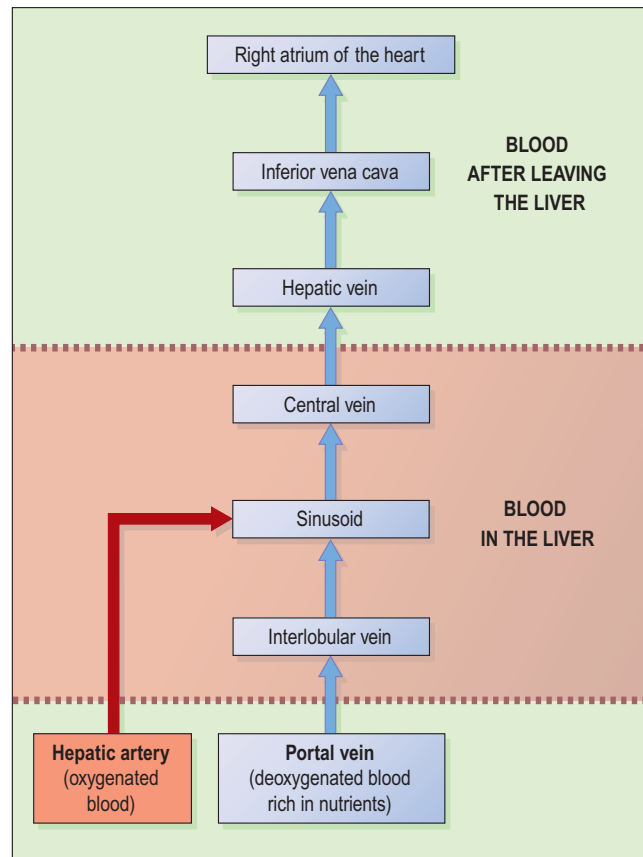 Right atrium of the heart
Inferior vena cava
BLOOD
AFTER LEAVING
THE LIVER
Hepatic vein
Central vein
Sinusoid
BLOOD
IN THE LIVER
Interlobular vein
Hepatic artery
(oxygenated
blood)
Portal vein
(deoxygenated blood
rich in nutrients)